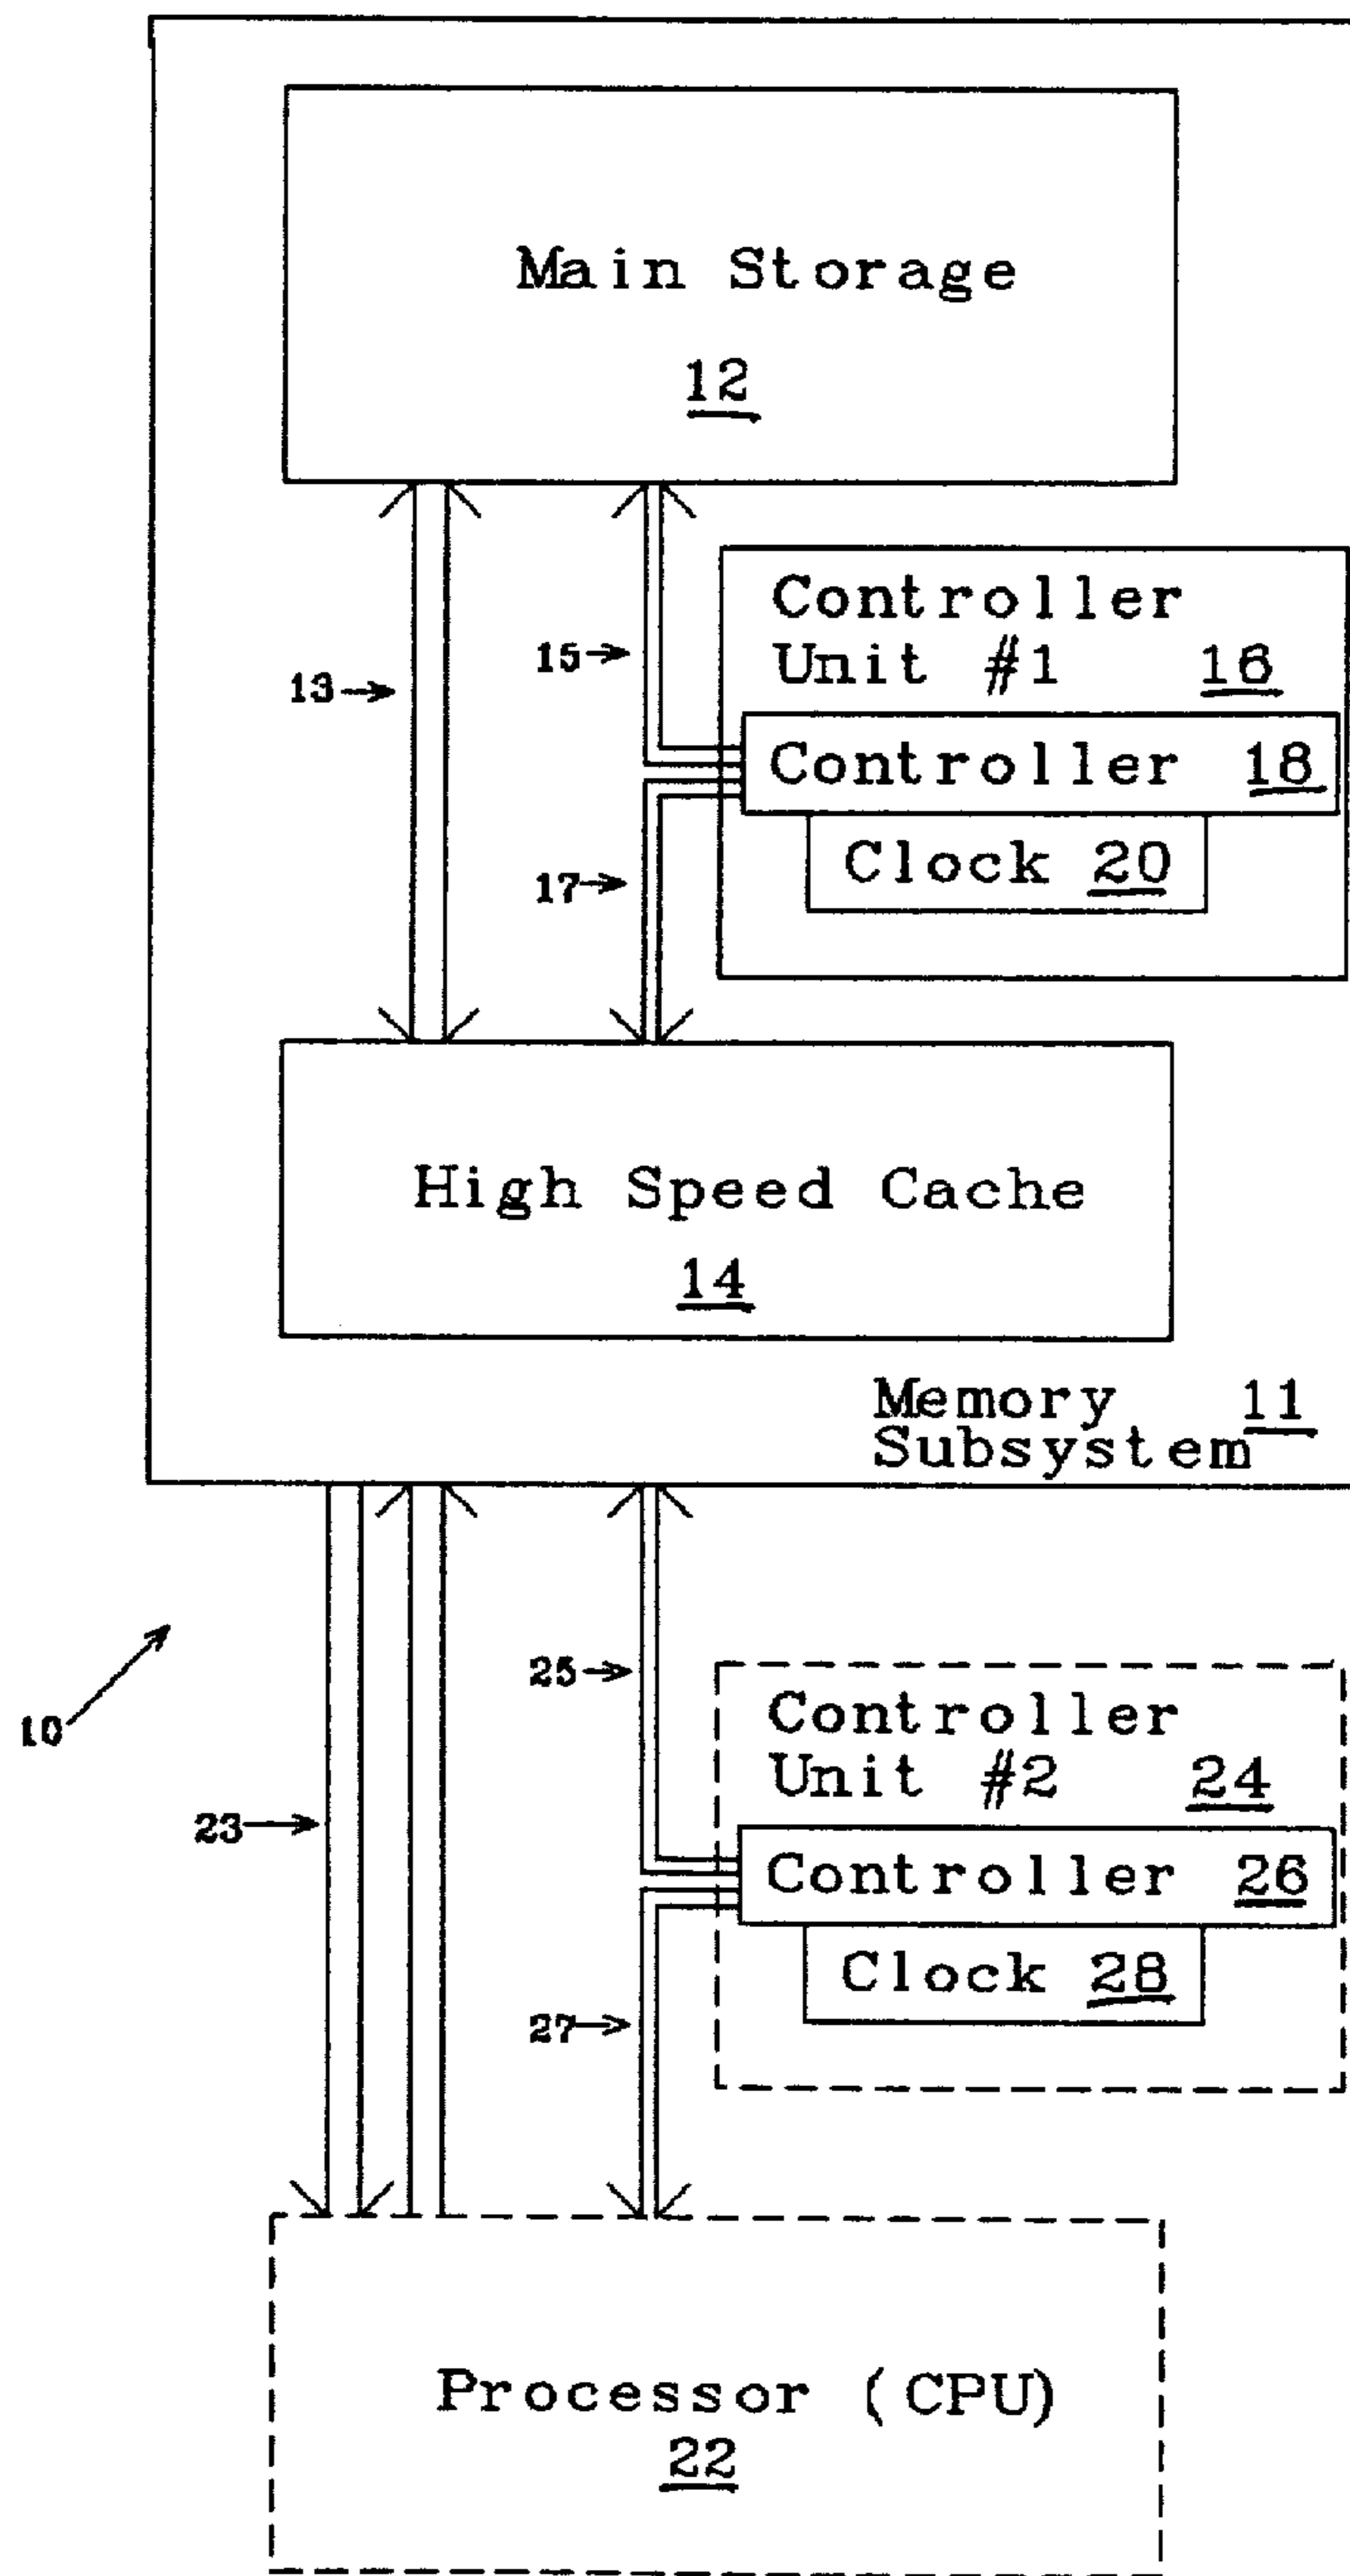 Main Storage
12
13
15
Controller
Unit #1 16
Controller 18
Clock 20
17
High Speed Cache
14
Memory 11
Subsystem
10
23
25
Controller
Unit #2 24
Controller 26
Clock 28
27
Processor (CPU)
22